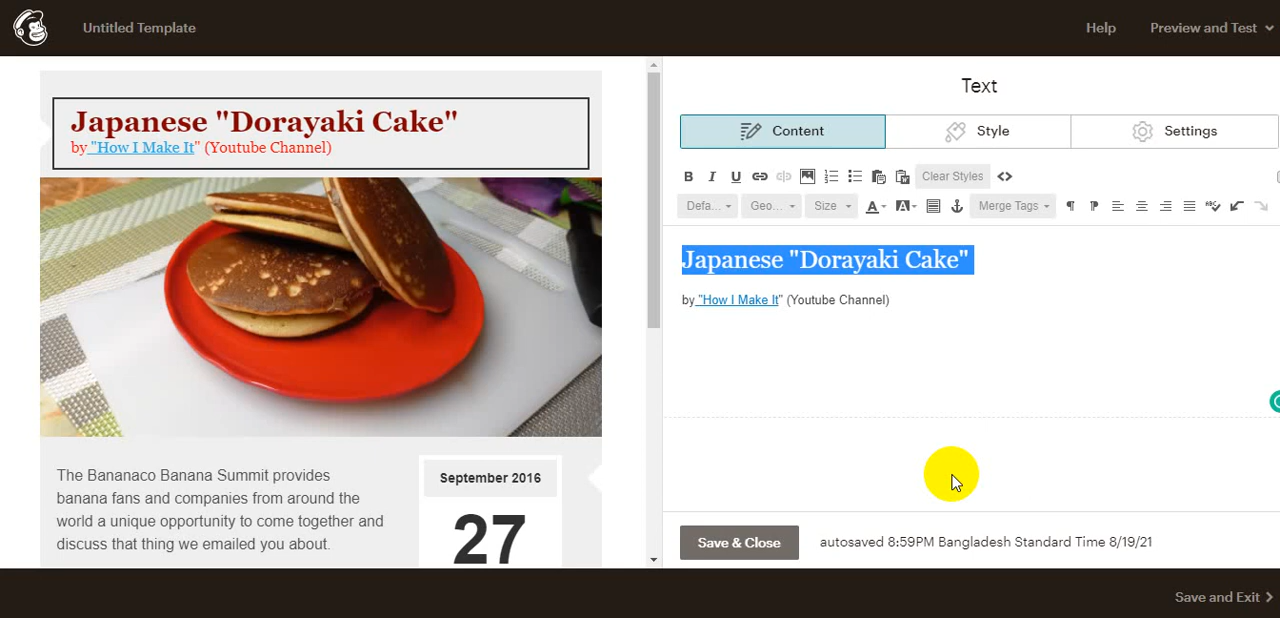 Untitled Template
Help
Preview and Test
Japanese "Dorayaki Cake"
by "How I Make It" (Youtube Channel)
The Bananaco Banana Summit provides
banana fans and companies from around the
world a unique opportunity to come together and
discuss that thing we emailed you about.
September 2016
27
Text
Content
Style
Settings
B I U Clear Styles <>
Defa... Geo... Size A A Merge Tags
Japanese "Dorayaki Cake"
by "How I Make It" (Youtube Channel)
Save & Close
autosaved 8:59PM Bangladesh Standard Time 8/19/21
Save and Exit